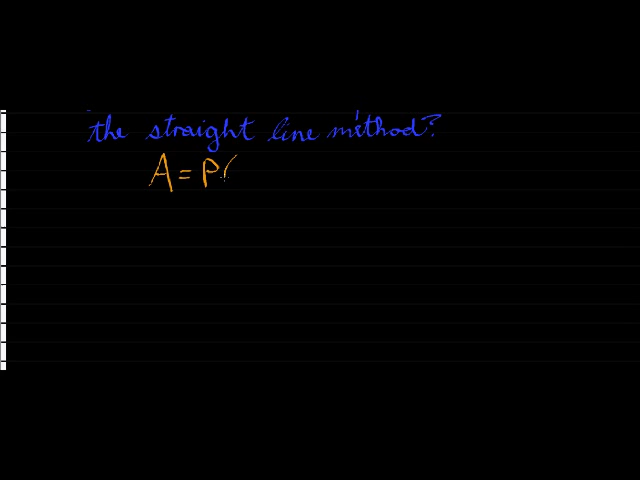 the straight line method?
A = P(